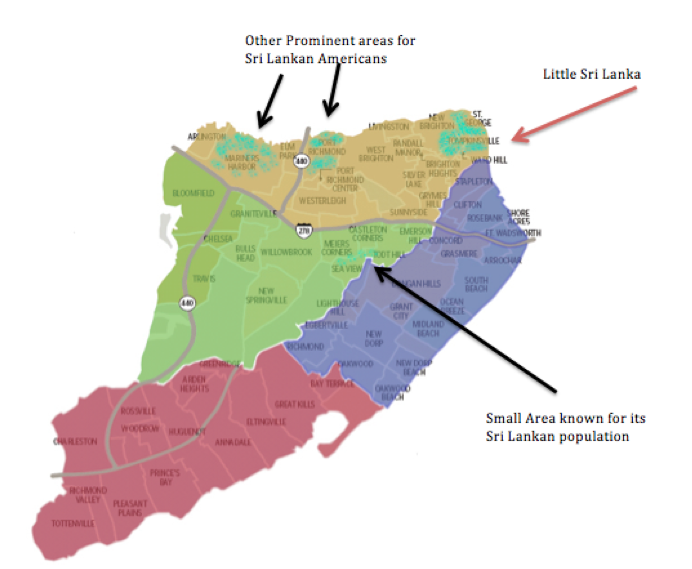 Other Prominent areas for
Sri Lankan Americans
Little Sri Lanka
ARLINGTON
MARINERS
HARBOR
ELM
PARK
440
PORT
RICHMOND
PORT
RICHMOND
CENTER
WESTERLEIGH
LIVINGSTON
NEW
BRIGHTON
ST.
GEORGE
TOMPKINSVILLE
WEST
BRIGHTON
RANDALL
MANOR
SILVER
LAKE
BRIGHTON
HEIGHTS
WARD HILL
GRYMES
HILL
SUNNYSIDE
STAPLETON
CLIFTON
ROSEBANK
SHORE
ACRES
FT. WADSWORTH
BLOOMFIELD
GRANITEVILLE
278
CHELSEA
BULLS
HEAD
WILLOWBROOK
CASTLETON
CORNERS
MEIERS
CORNERS
EMERSON
HILL
TODT HILL
SEA VIEW
CONCORD
GRASMERE
ARROCHAR
TRAVIS
440
NEW
SPRINGVILLE
LIGHTHOUSE
HILL
EGBERTVILLE
DONGAN HILLS
SOUTH
BEACH
GRANT
CITY
OCEAN
BREEZE
MIDLAND
BEACH
RICHMOND
NEW
DORP
OAKWOOD
NEW DORP
BEACH
OAKWOOD
BEACH
GREENRIDGE
ARDEN
HEIGHTS
BAY TERRACE
ROSSVILLE
WOODROW
HUGUENOT
GREAT KILLS
ELTINGVILLE
ANNADALE
CHARLESTON
PRINCE'S
BAY
RICHMOND
VALLEY
PLEASANT
PLAINS
TOTTENVILLE
Small Area known for its
Sri Lankan population